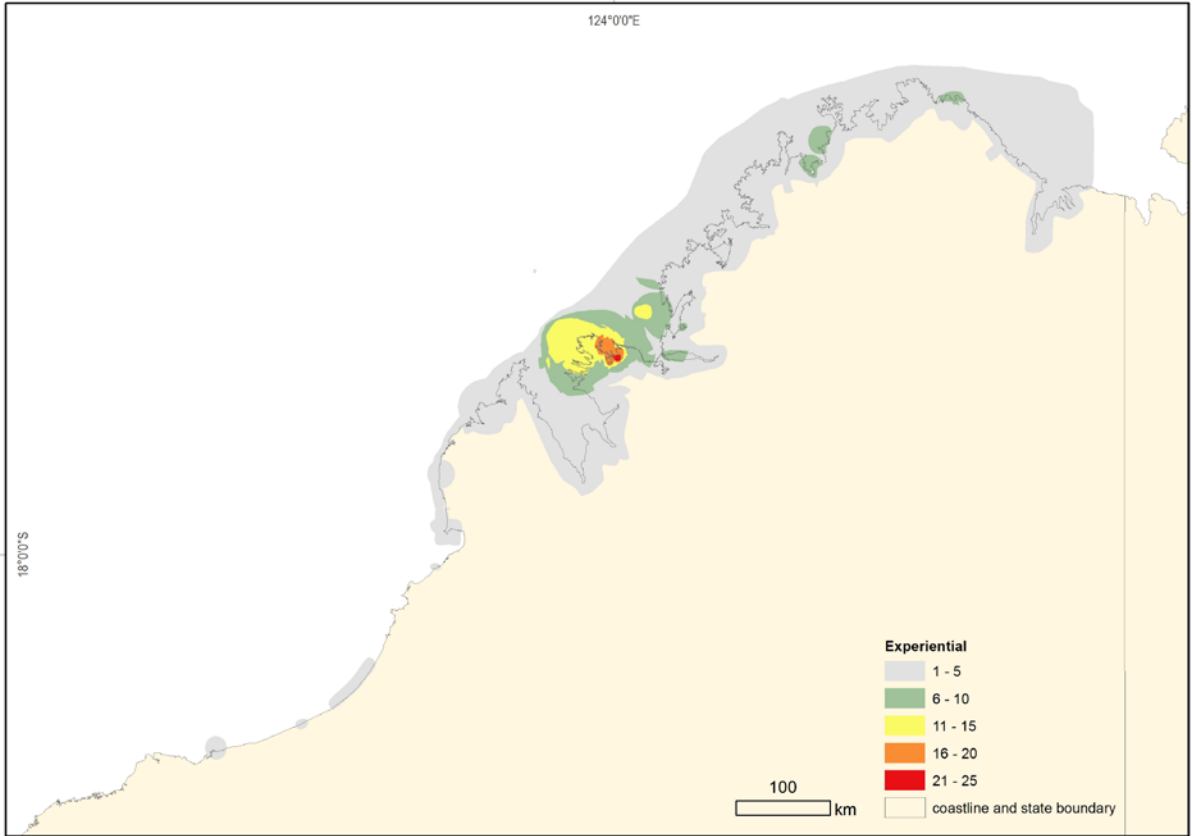 124°0'0"E
18°0'0"S
Experiential
1 - 5
6 - 10
11 - 15
16 - 20
21 - 25
coastline and state boundary
100
km